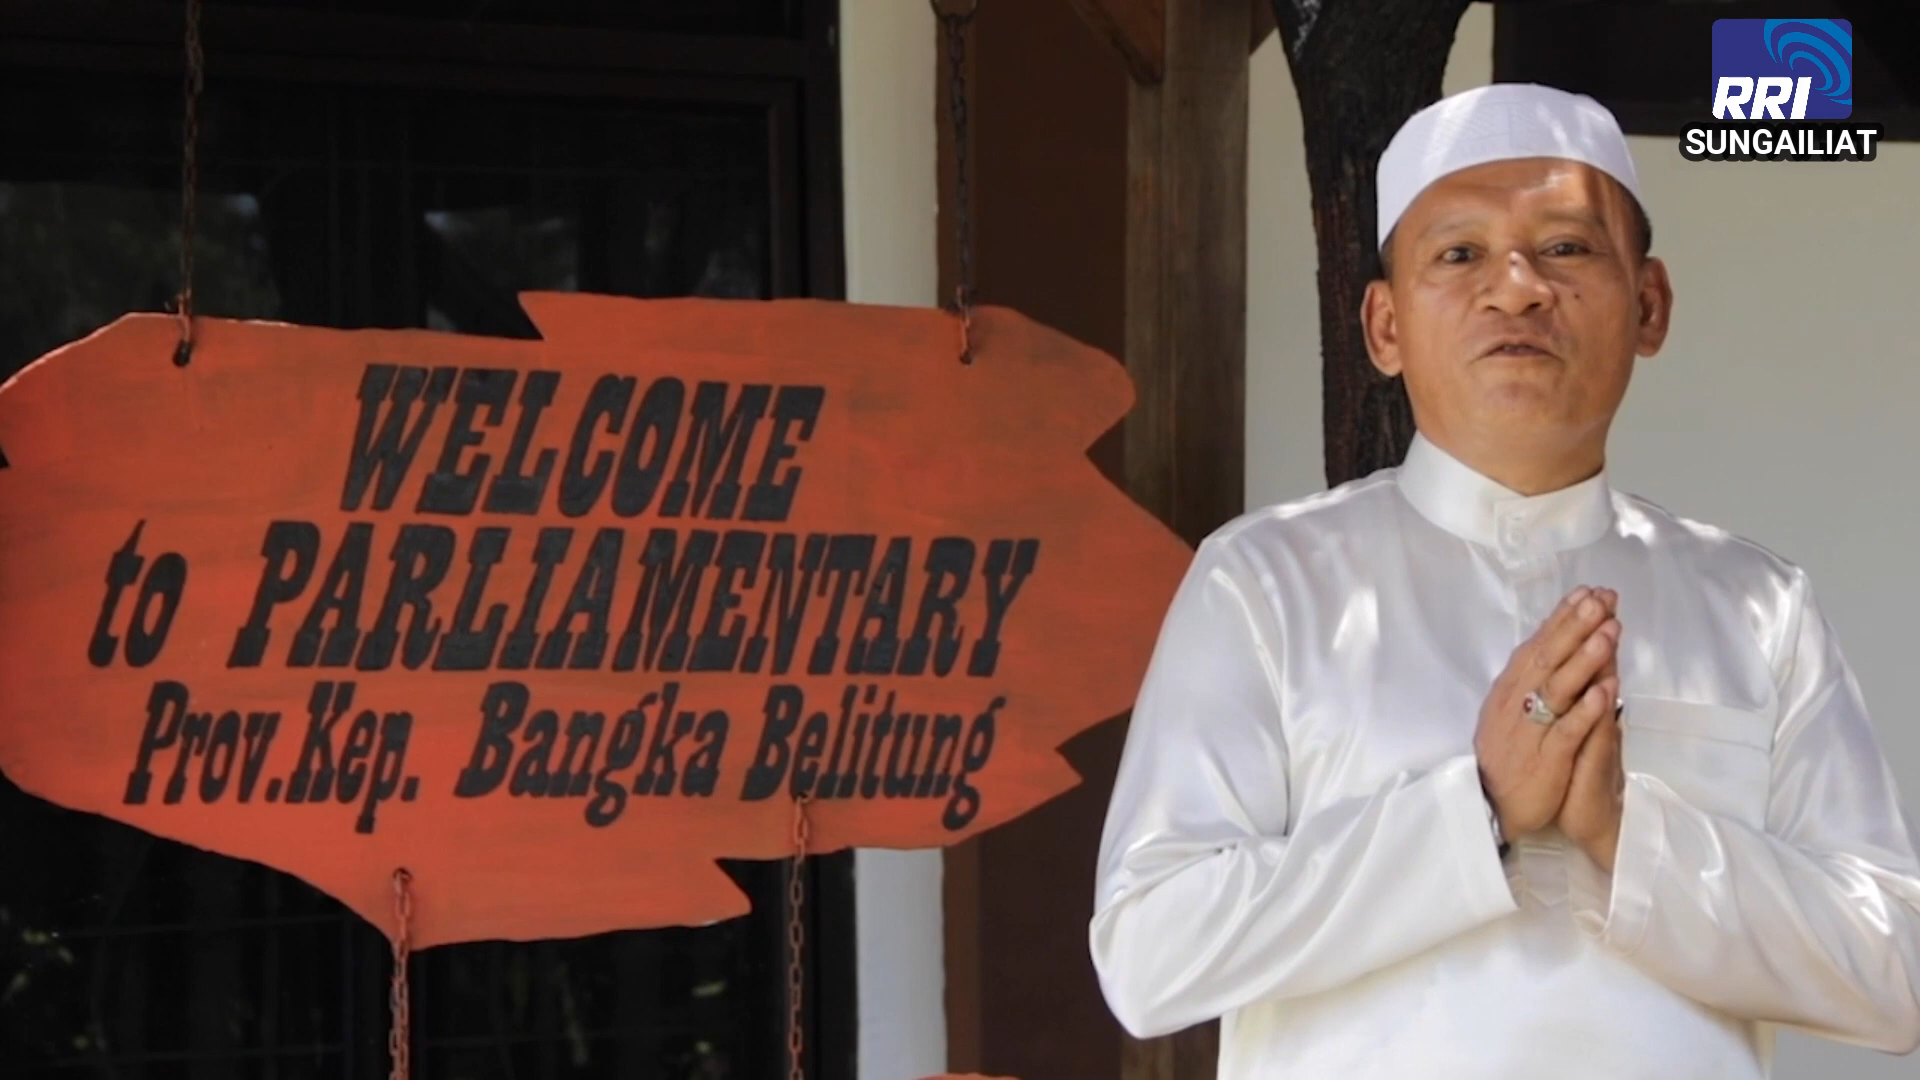 RRI
SUNGAILIAT
WELCOME
to PARLIAMENTARY
Prov.Kep. Bangka Belitung